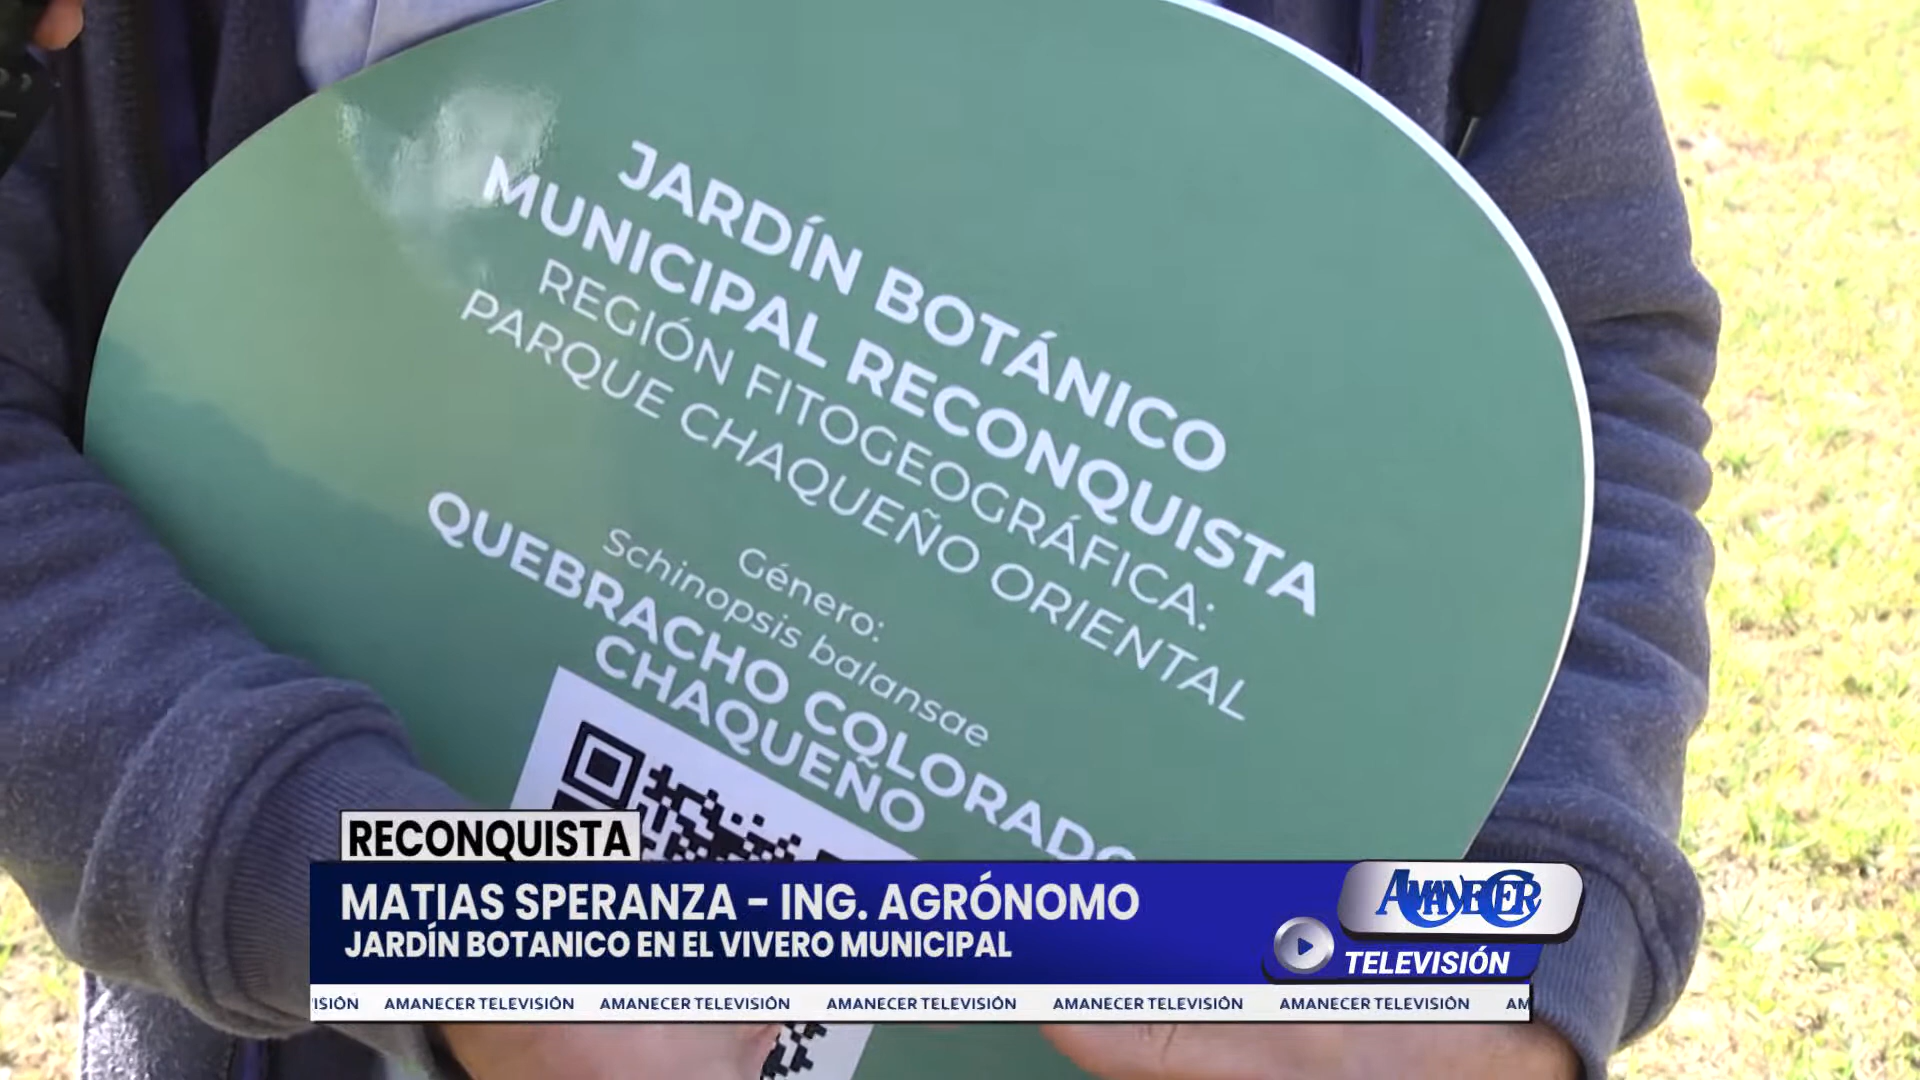 JARDÍN BOTÁNICO
MUNICIPAL RECONQUISTA
REGIÓN FITOGEOGRÁFICA:
PARQUE CHAQUEÑO ORIENTAL
Género:
Schinopsis balansae
QUEBRACHO COLORADO
CHAQUEÑO
RECONQUISTA
MATIAS SPERANZA - ING. AGRÓNOMO
JARDÍN BOTANICO EN EL VIVERO MUNICIPAL
AMANECER
TELEVISIÓN
ISIÓN AMANECER TELEVISIÓN AMANECER TELEVISIÓN AMANECER TELEVISIÓN AMANECER TELEVISIÓN AMANECER TELEVISIÓN AM